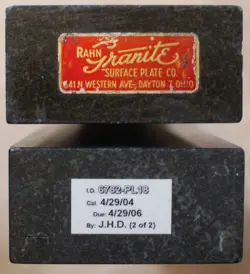 RAHN
Granite
SURFACE PLATE CO.
641 N WESTERN AVE., DAYTON 7, OHIO
I.D. 6782-PL18
Cal. 4/29/04
Due: 4/29/06
By: J.H.D. (2 of 2)